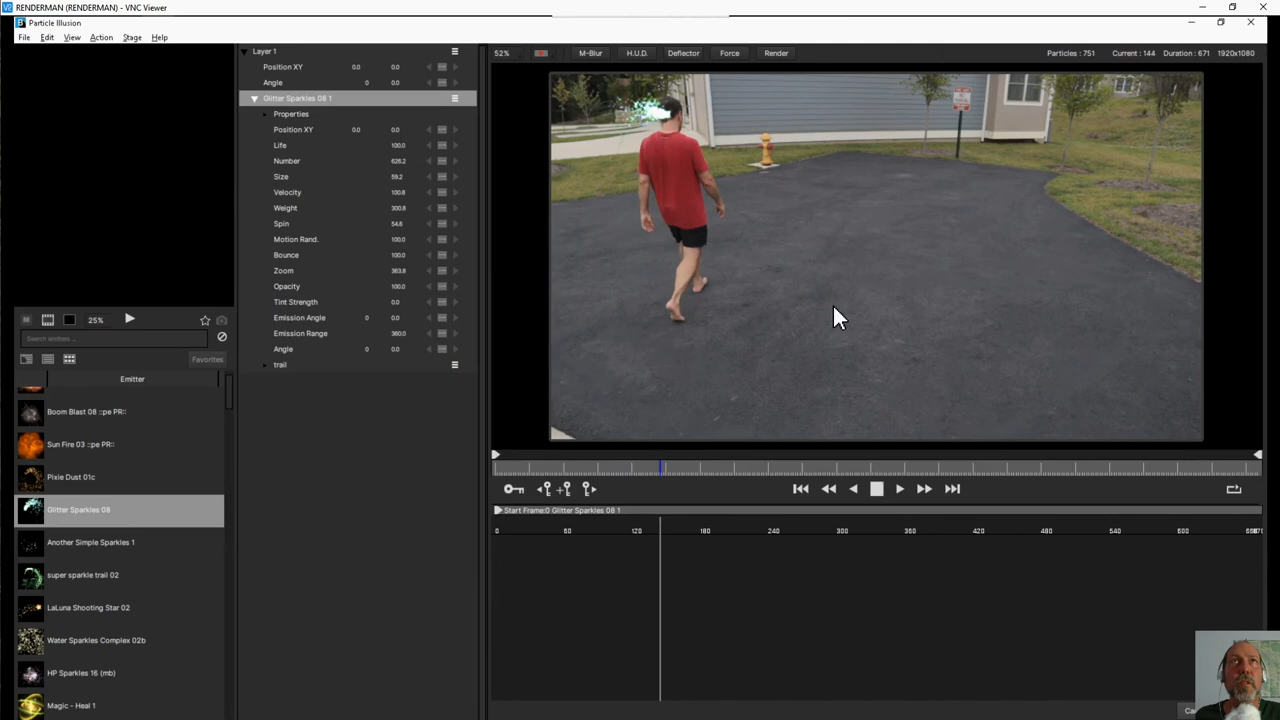 RENDERMAN (RENDERMAN) - VNC Viewer
Particle Illusion
File Edit View Action Stage Help
Layer 1
Position XY 0.0 0.0
Angle 0 0.0
Glitter Sparkles 08 1
Properties
Position XY 0.0 0.0
Life 100.0
Number 626.2
Size 59.2
Velocity 100.8
Weight 300.8
Spin 54.6
Motion Rand. 100.0
Bounce 100.0
Zoom 363.8
Opacity 100.0
Tint Strength 0.0
Emission Angle 0 0.0
Emission Range 360.0
Angle 0 0.0
trail
52% M-Blur H.U.D. Deflector Force Render Particles : 751 Current : 144 Duration : 671 1920x1080
25%
Search entries ..
Favorites
Emitter
Boom Blast 08 ::pe PR::
Sun Fire 03 ::pe PR::
Pixie Dust 01c
Glitter Sparkles 08
Another Simple Sparkles 1
super sparkle trail 02
LaLuna Shooting Star 02
Water Sparkles Complex 02b
HP Sparkles 16 (mb)
Magic - Heal 1
Start Frame:0 Glitter Sparkles 08 1
0 60 120 180 240 300 360 420 480 540 600